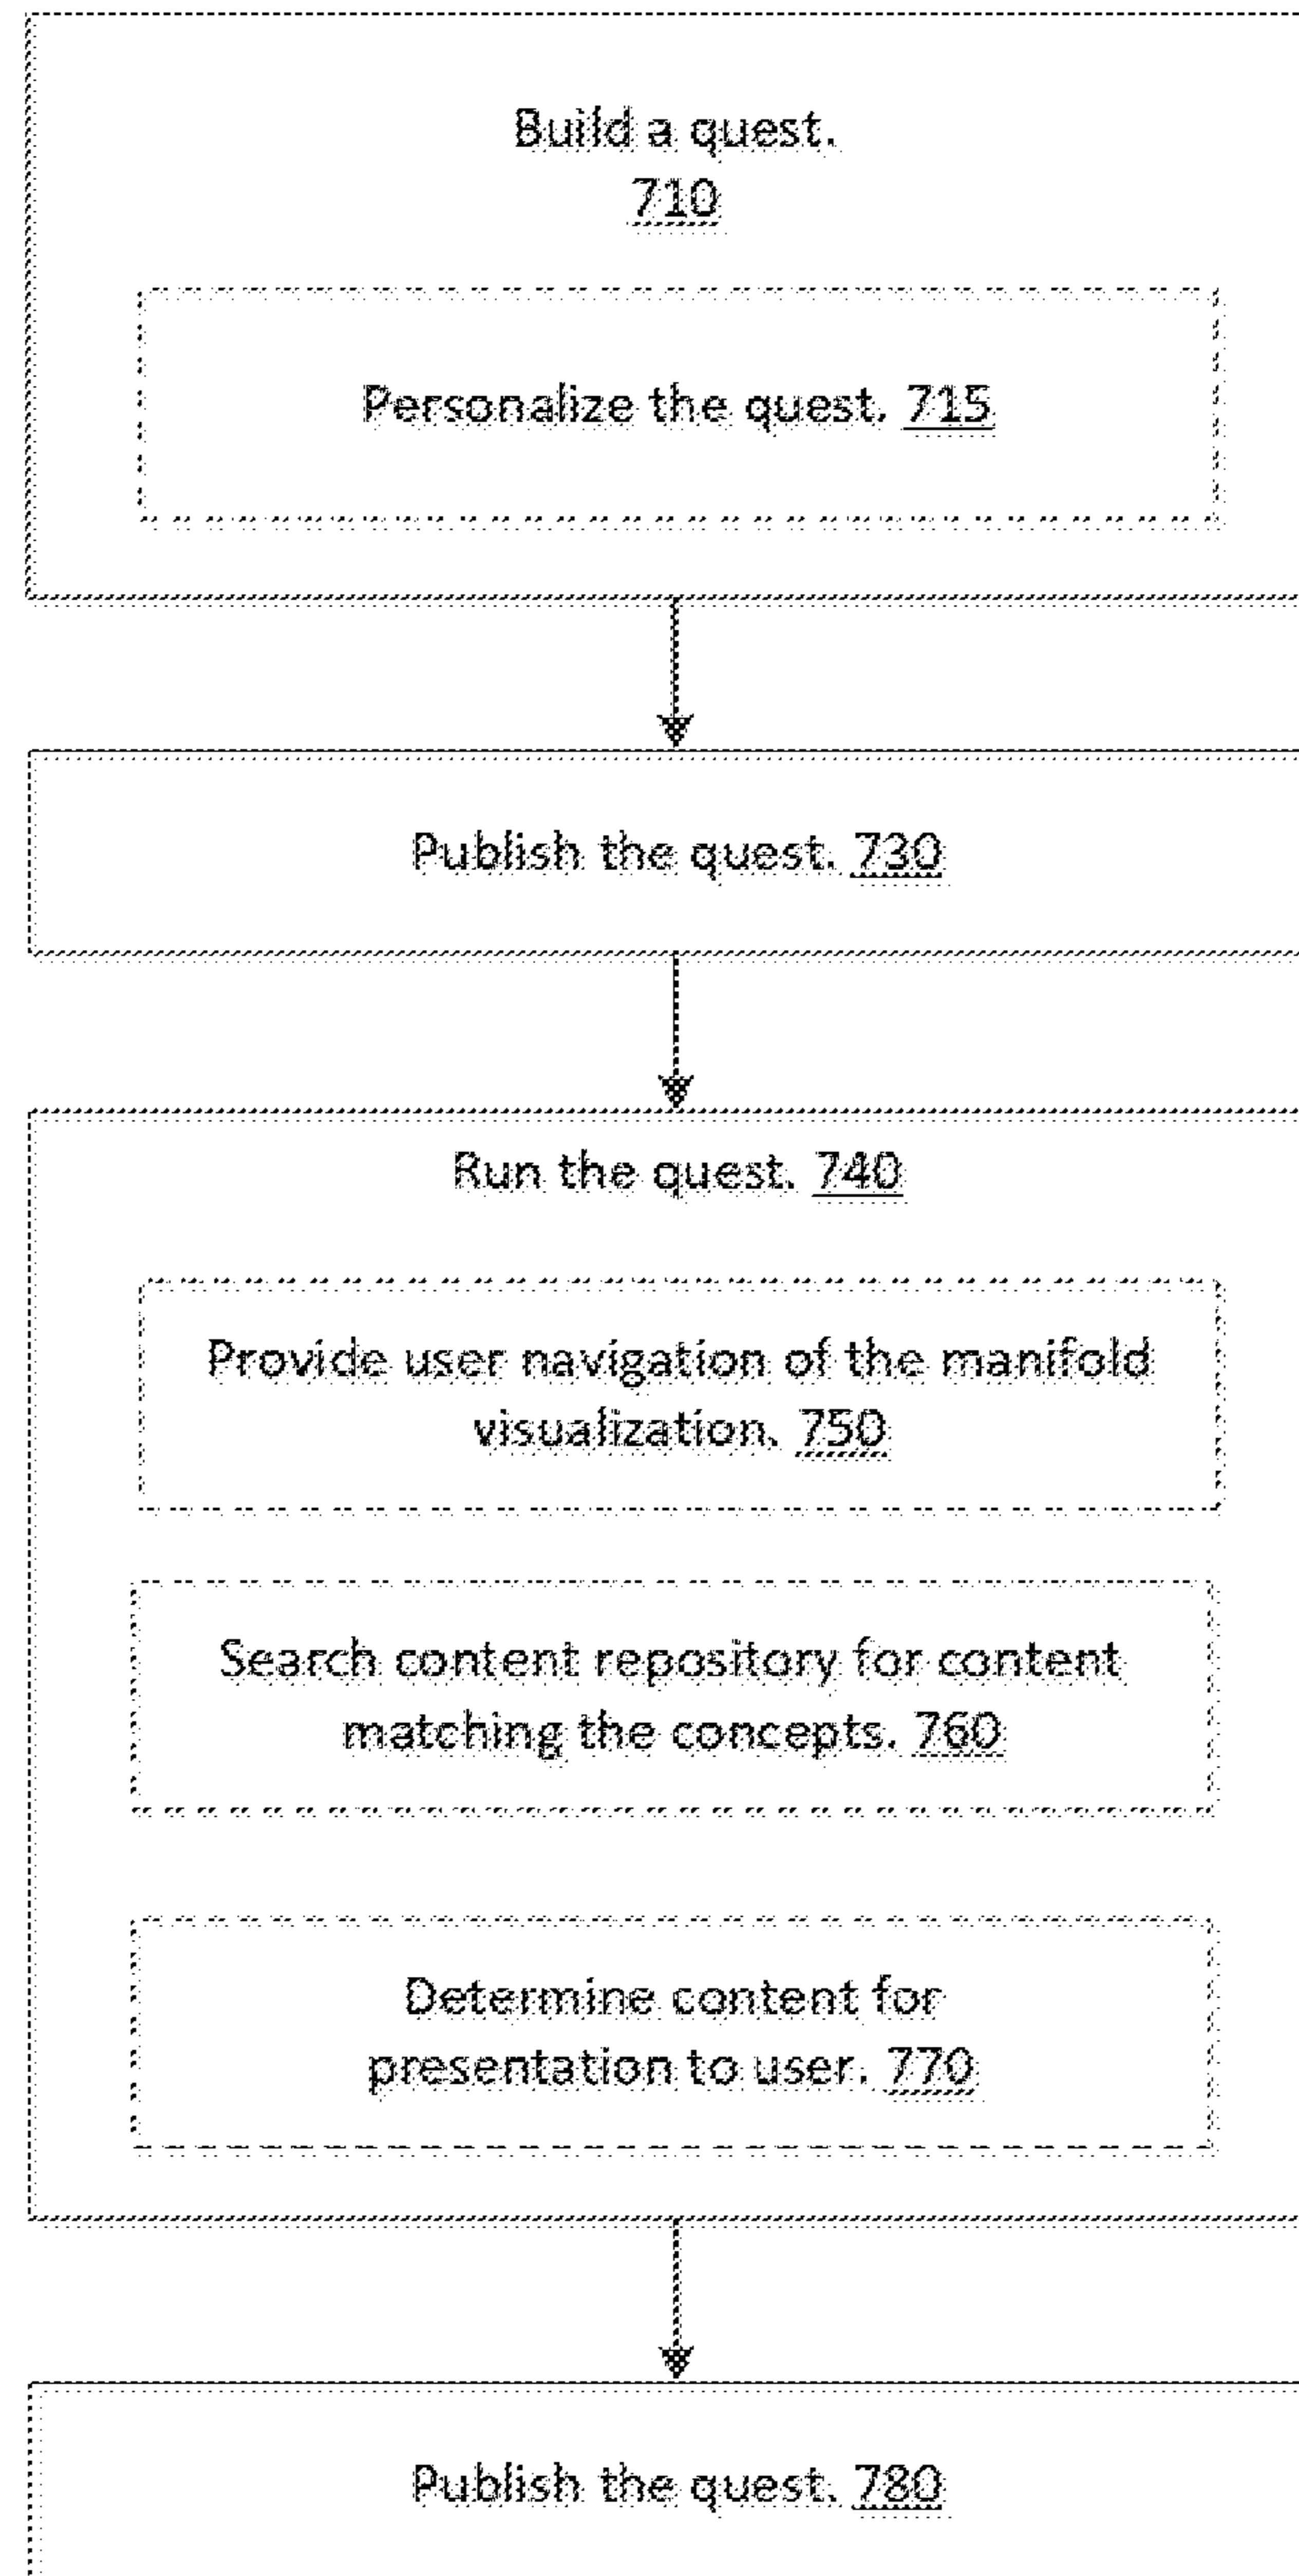 Build a quest.
710
Personalize the quest. 715
Publish the quest. 730
Run the quest. 740
Provide user navigation of the manifold
visualization. 750
Search content repository for content
matching the concepts. 760
Determine content for
presentation to user. 770
Publish the quest. 780